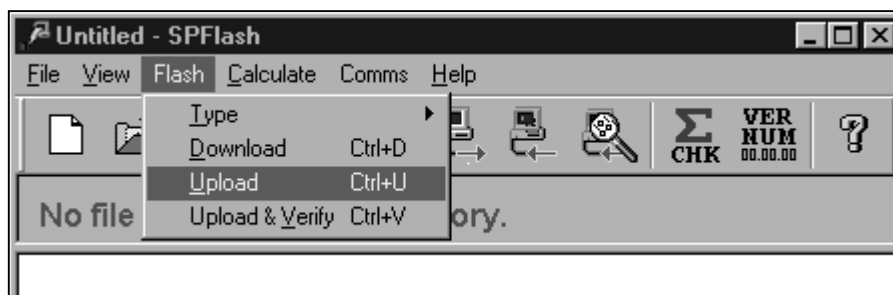 Untitled - SPFlash
File View Flash Calculate Comms Help
Type
Download Ctrl+D
Upload Ctrl+U
Upload & Verify Ctrl+V
CHK
VER
NUM
00.00.00
No file ory.